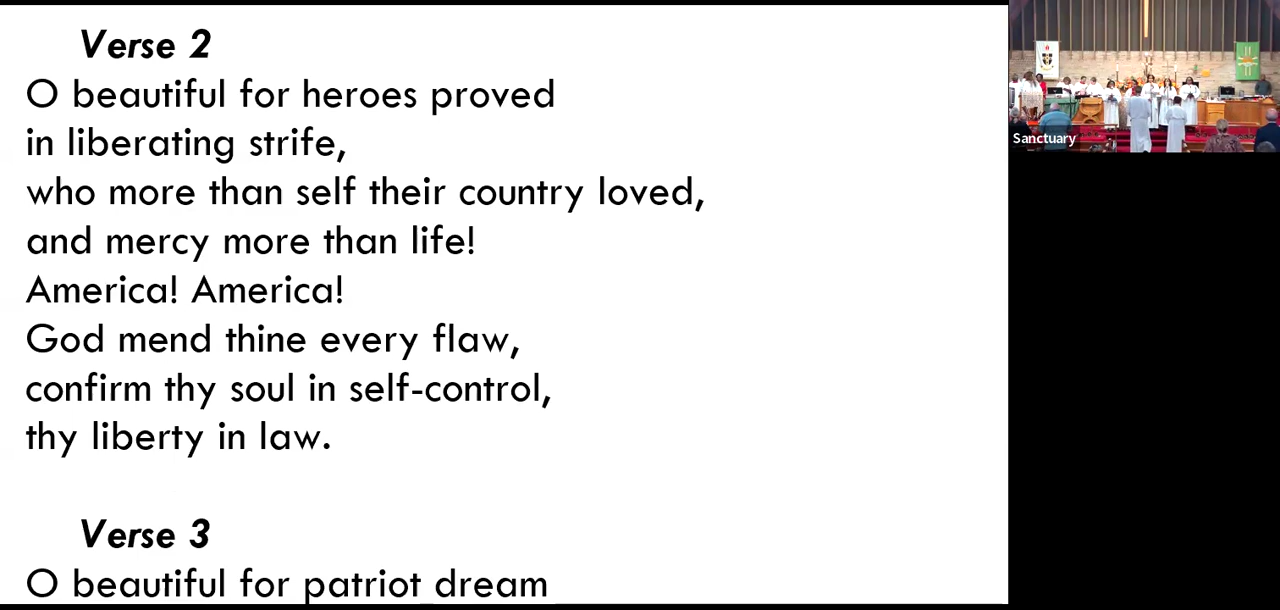 Verse 2
O beautiful for heroes proved
in liberating strife,
who more than self their country loved,
and mercy more than life!
America! America!
God mend thine every flaw,
confirm thy soul in self-control,
thy liberty in law.
Verse 3
O beautiful for patriot dream
Sanctuary